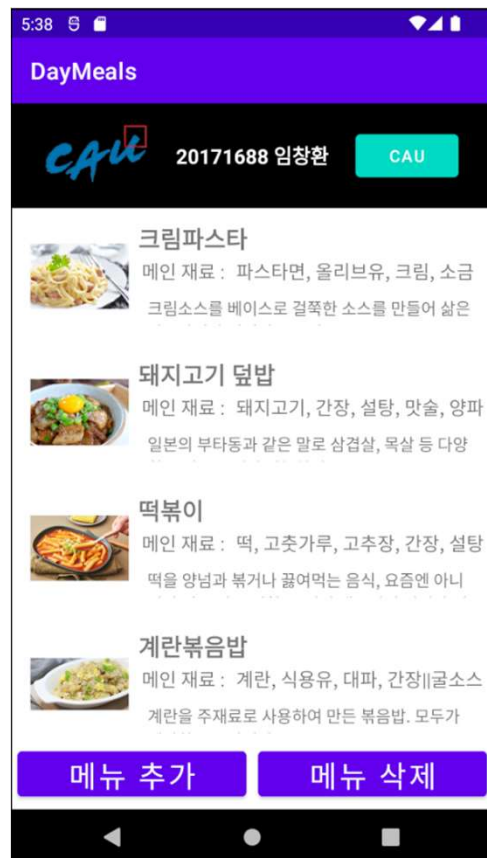 5:38
DayMeals
CAU
20171688 임창환
CAU
크림파스타
메인 재료 : 파스타면, 올리브유, 크림, 소금
크림소스를 베이스로 걸쭉한 소스를 만들어 삶은
돼지고기 덮밥
메인 재료 : 돼지고기, 간장, 설탕, 맛술, 양파
일본의 부타동과 같은 말로 삼겹살, 목살 등 다양
떡볶이
메인 재료 : 떡, 고춧가루, 고추장, 간장, 설탕
떡을 양념과 볶거나 끓여먹는 음식, 요즘엔 아니
계란볶음밥
메인 재료 : 계란, 식용유, 대파, 간장||굴소스
계란을 주재료로 사용하여 만든 볶음밥. 모두가
메뉴 추가
메뉴 삭제